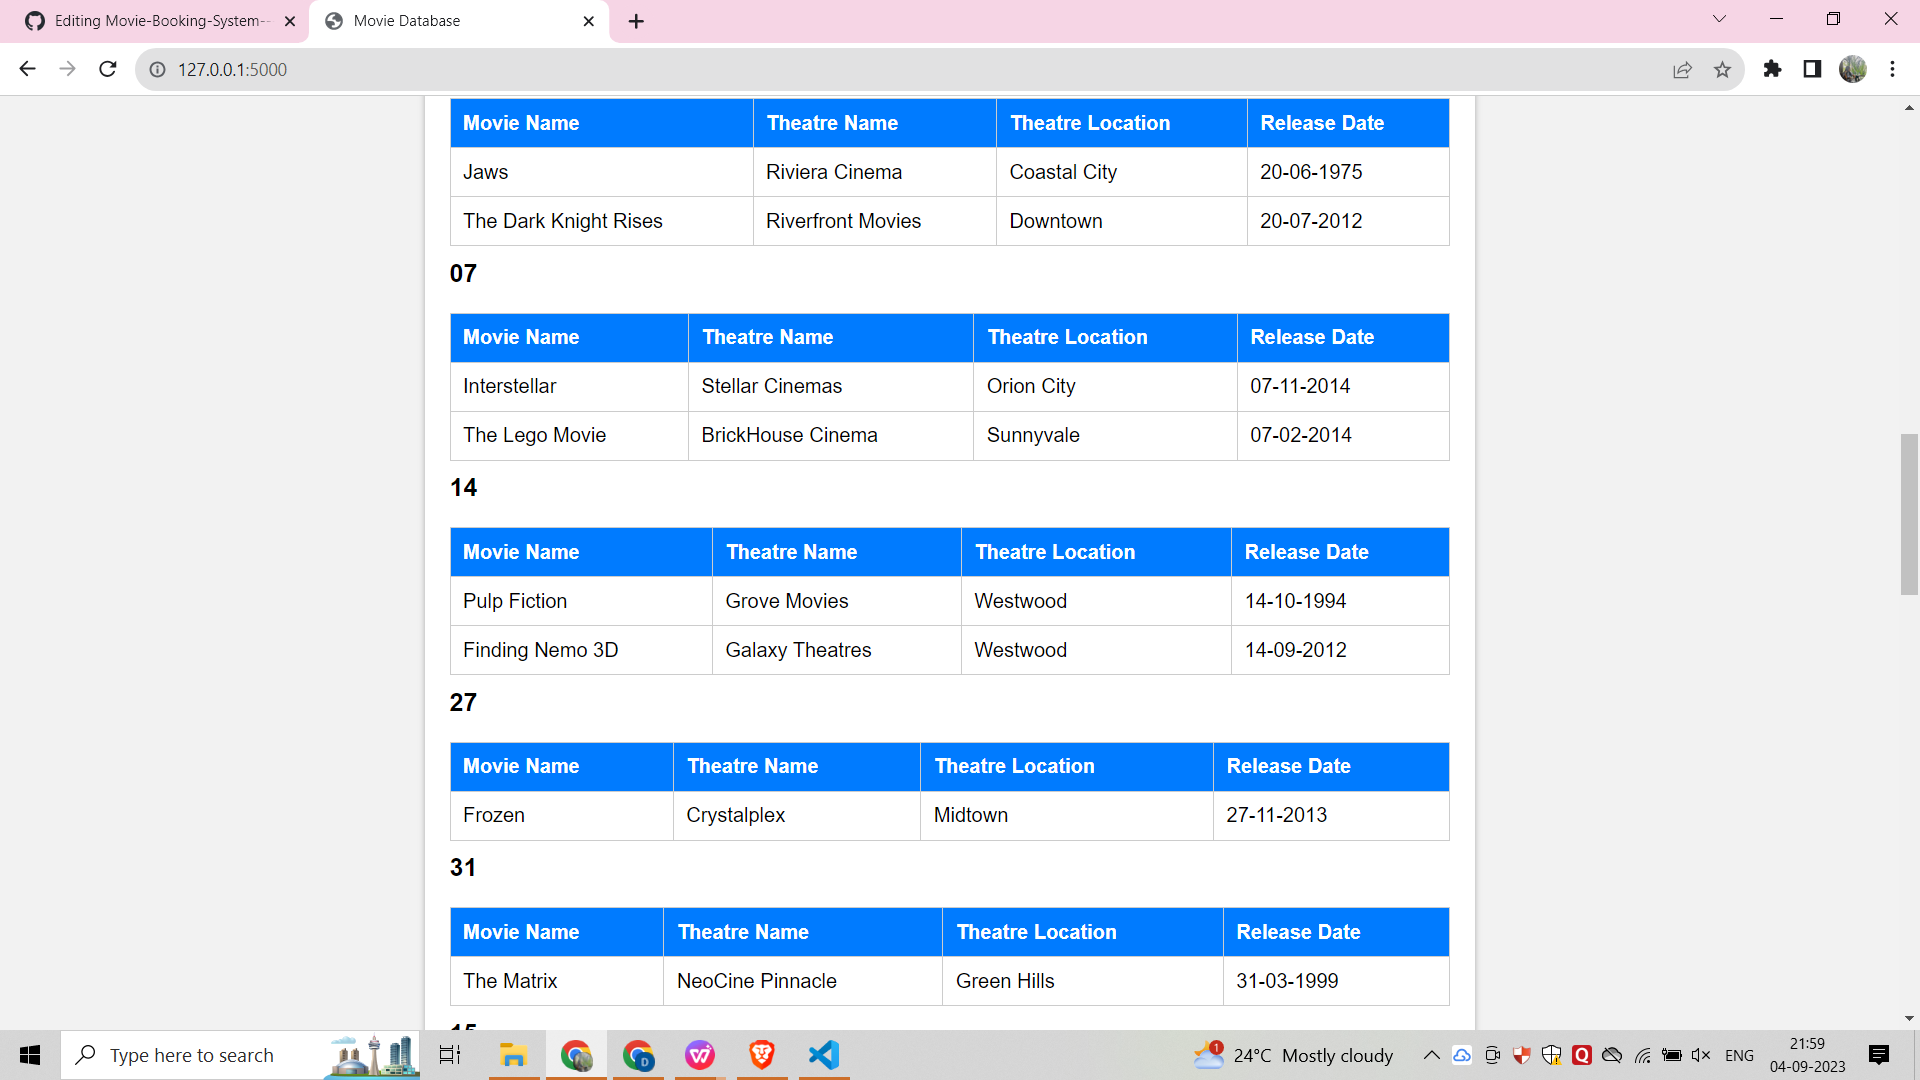 Editing Movie-Booking-System--
Movie Database
127.0.0.1:5000
Movie Name Theatre Name Theatre Location Release Date
Jaws Riviera Cinema Coastal City 20-06-1975
The Dark Knight Rises Riverfront Movies Downtown 20-07-2012
07
Movie Name Theatre Name Theatre Location Release Date
Interstellar Stellar Cinemas Orion City 07-11-2014
The Lego Movie BrickHouse Cinema Sunnyvale 07-02-2014
14
Movie Name Theatre Name Theatre Location Release Date
Pulp Fiction Grove Movies Westwood 14-10-1994
Finding Nemo 3D Galaxy Theatres Westwood 14-09-2012
27
Movie Name Theatre Name Theatre Location Release Date
Frozen Crystalplex Midtown 27-11-2013
31
Movie Name Theatre Name Theatre Location Release Date
The Matrix NeoCine Pinnacle Green Hills 31-03-1999
Type here to search
D
1
24°C Mostly cloudy
Q
ENG
21:59
04-09-2023